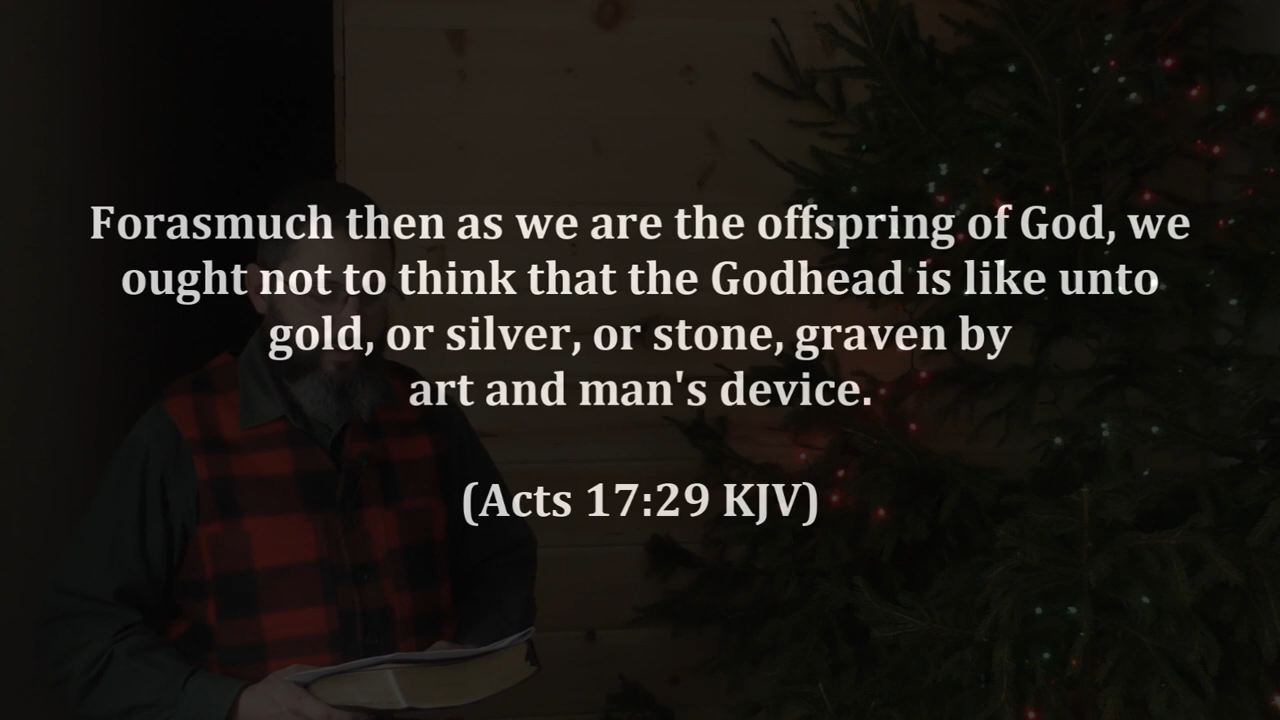 Forasmuch then as we are the offspring of God, we
ought not to think that the Godhead is like unto
gold, or silver, or stone, graven by
art and man's device.
(Acts 17:29 KJV)